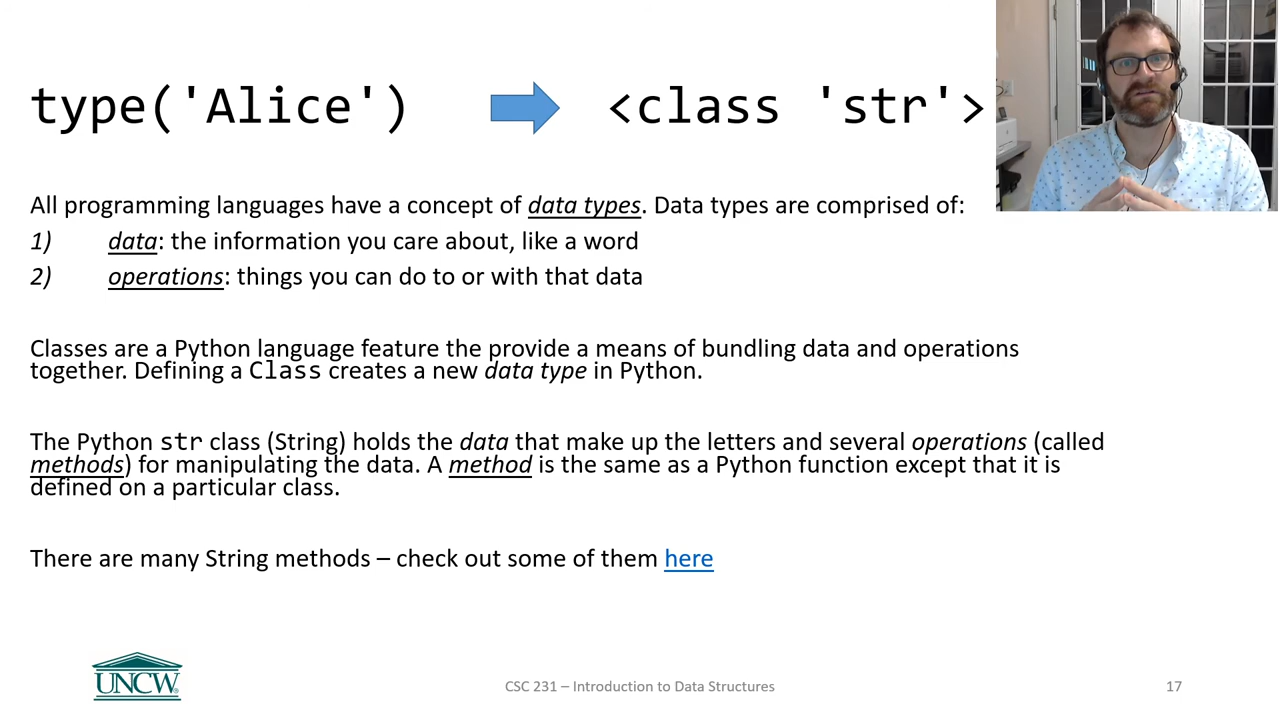 type('Alice') <class 'str'>
All programming languages have a concept of data types. Data types are comprised of:
1) data: the information you care about, like a word
2) operations: things you can do to or with that data
Classes are a Python language feature the provide a means of bundling data and operations
together. Defining a Class creates a new data type in Python.
The Python str class (String) holds the data that make up the letters and several operations (called
methods) for manipulating the data. A method is the same as a Python function except that it is
defined on a particular class.
There are many String methods – check out some of them here
UNCW
CSC 231 – Introduction to Data Structures
17